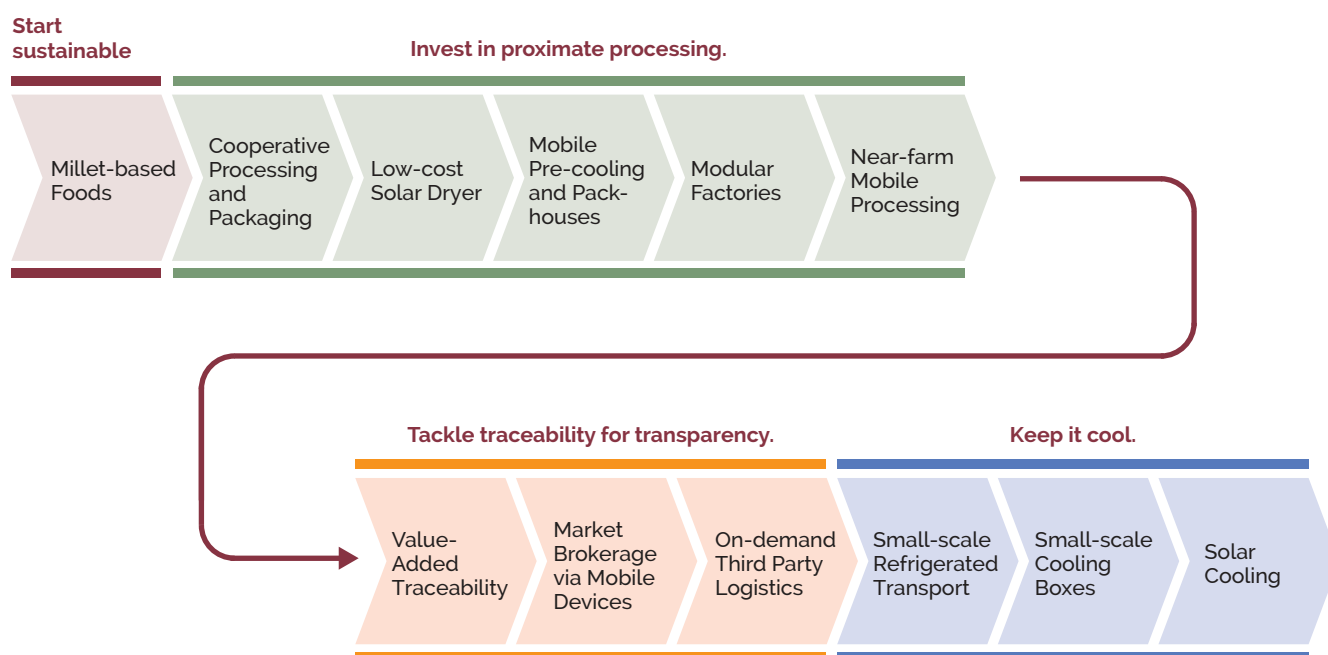 Start
sustainable
Invest in proximate processing.
Millet-based
Foods
Cooperative
Processing
and
Packaging
Low-cost
Solar Dryer
Mobile
Pre-cooling
and Pack-
houses
Modular
Factories
Near-farm
Mobile
Processing
Tackle traceability for transparency.
Keep it cool.
Value-
Added
Traceability
Market
Brokerage
via Mobile
Devices
On-demand
Third Party
Logistics
Small-scale
Refrigerated
Transport
Small-scale
Cooling
Boxes
Solar
Cooling